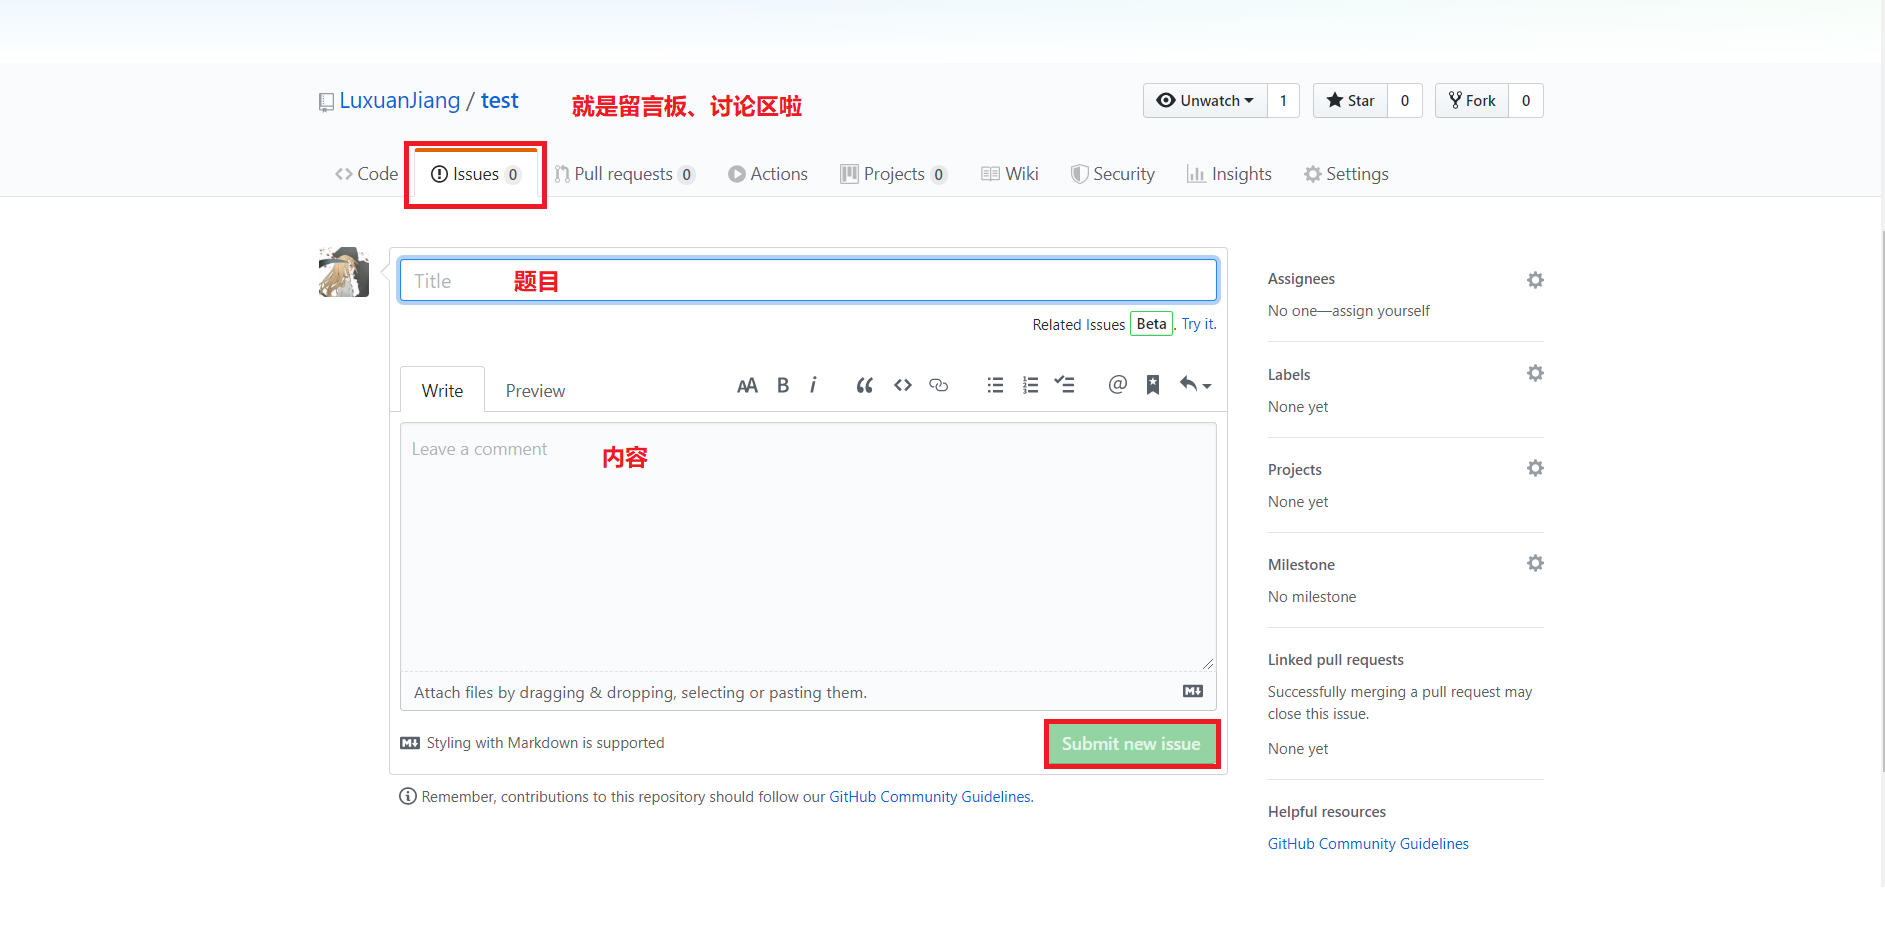 LuxuanJiang / test
就是留言板、讨论区啦
Unwatch 1 Star 0 Fork 0
Code Issues 0 Pull requests 0 Actions Projects 0 Wiki Security Insights Settings
Title 题目
Related Issues Beta. Try it.
Write Preview
AA B i “ <> @
Leave a comment 内容
Attach files by dragging & dropping, selecting or pasting them.
Styling with Markdown is supported
Submit new issue
Remember, contributions to this repository should follow our GitHub Community Guidelines.
Assignees
No one—assign yourself
Labels
None yet
Projects
None yet
Milestone
No milestone
Linked pull requests
Successfully merging a pull request may
close this issue.
None yet
Helpful resources
GitHub Community Guidelines